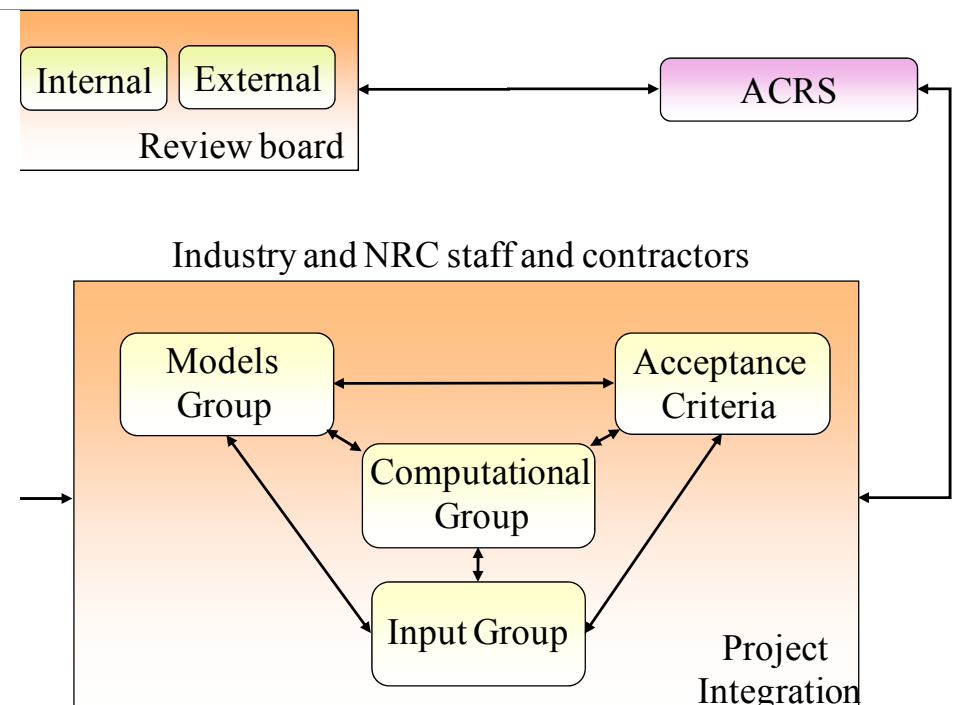 Internal
External
ACRS
Review board
Industry and NRC staff and contractors
Models
Group
Acceptance
Criteria
Computational
Group
Input Group
Project
Integration